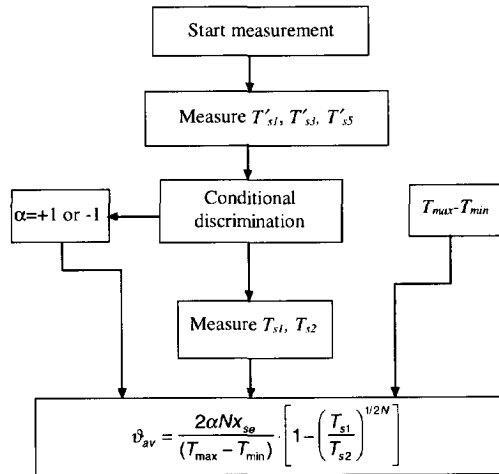 Start measurement
Measure T's1, T's3, T's5
Conditional
discrimination
α=+1 or -1
Tmax-Tmin
Measure Ts1, Ts2
ϑav = 2αNxse / (Tmax − Tmin) · [1 − (Ts1 / Ts2)^1/2N]